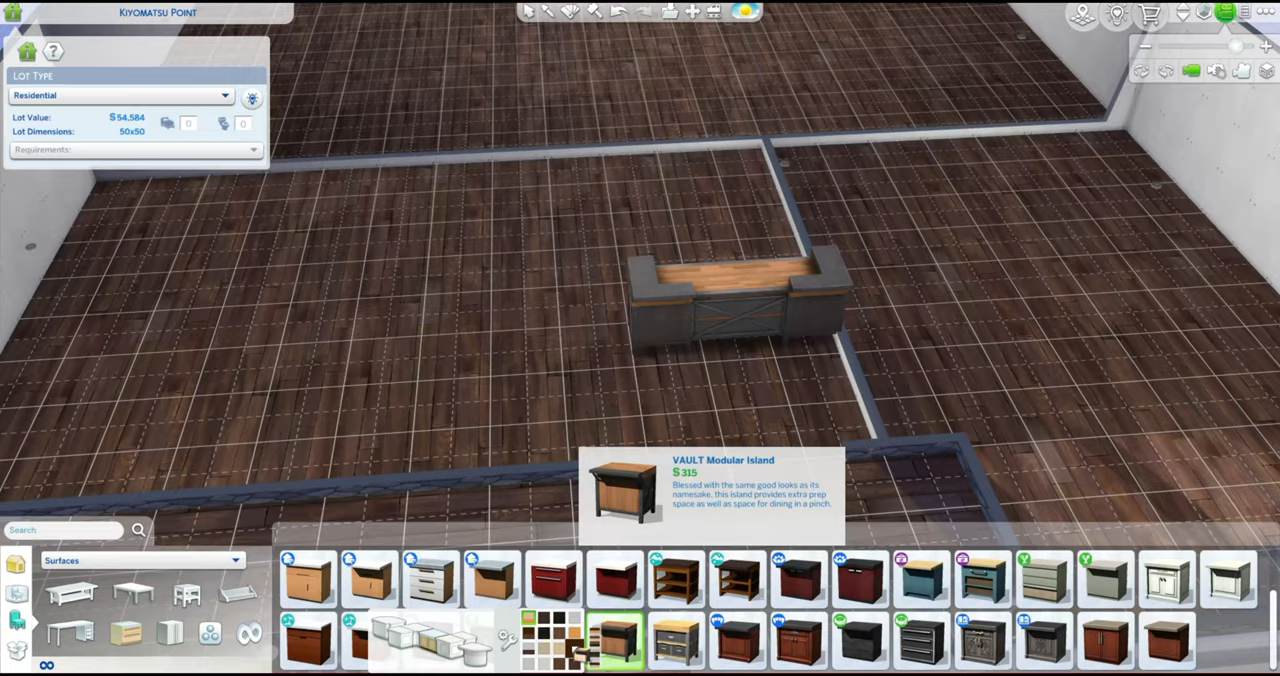 KIYOMATSU POINT
?
LOT TYPE
Residential
Lot Value: §54,584
0
0
Lot Dimensions: 50x50
Requirements:
VAULT Modular Island
§315
Blessed with the same good looks as its
namesake, this island provides extra prep
space as well as space for dining in a pinch.
Search
Surfaces